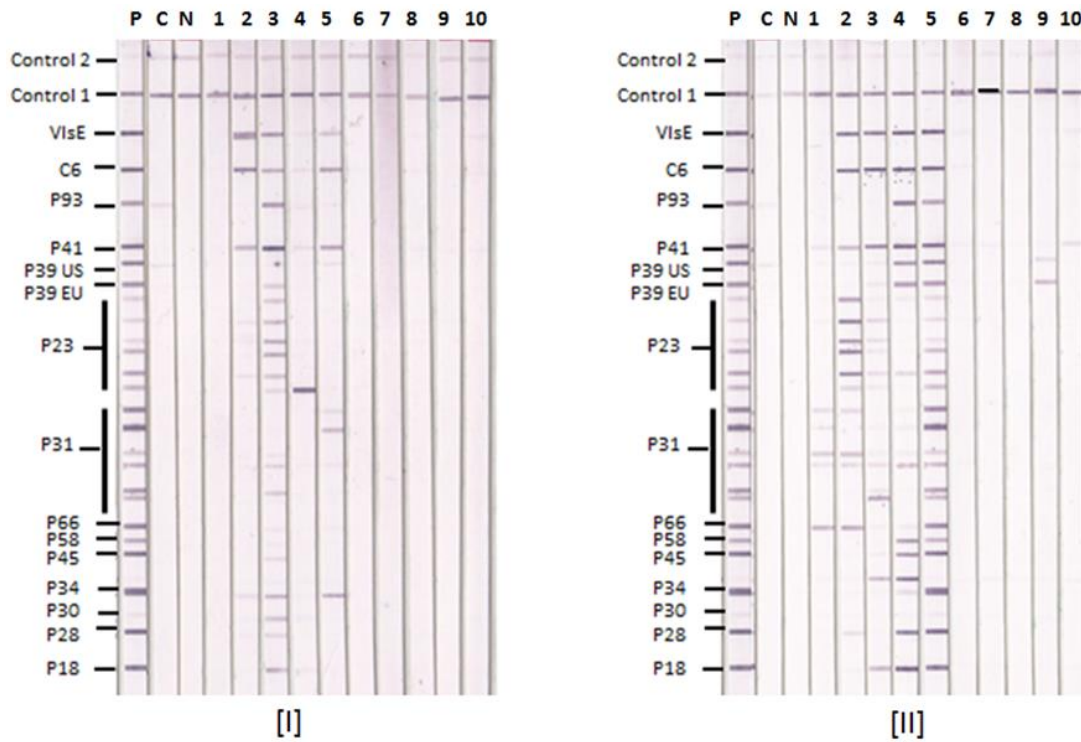 P C N 1 2 3 4 5 6 7 8 9 10
Control 2
Control 1
VlsE
C6
P93
P41
P39 US
P39 EU
P23
P31
P66
P58
P45
P34
P30
P28
P18
[I]
P C N 1 2 3 4 5 6 7 8 9 10
Control 2
Control 1
VlsE
C6
P93
P41
P39 US
P39 EU
P23
P31
P66
P58
P45
P34
P30
P28
P18
[II]